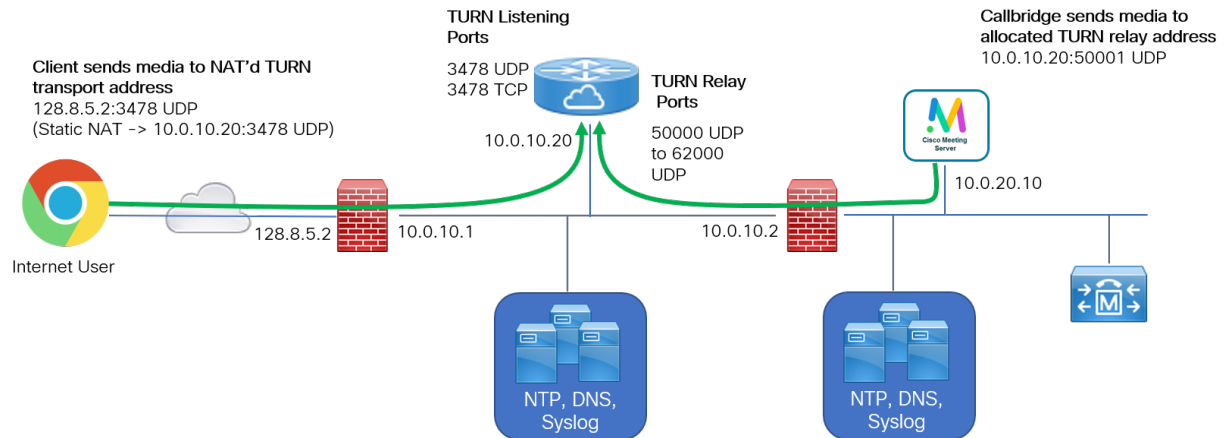 TURN Listening
Ports
3478 UDP
3478 TCP
Callbridge sends media to
allocated TURN relay address
10.0.10.20:50001 UDP
Client sends media to NAT'd TURN
transport address
128.8.5.2:3478 UDP
(Static NAT -> 10.0.10.20:3478 UDP)
TURN Relay
Ports
50000 UDP
to 62000
UDP
10.0.10.20
Cisco Meeting
Server
10.0.20.10
128.8.5.2
10.0.10.1
10.0.10.2
Internet User
M
NTP, DNS,
Syslog
NTP, DNS,
Syslog